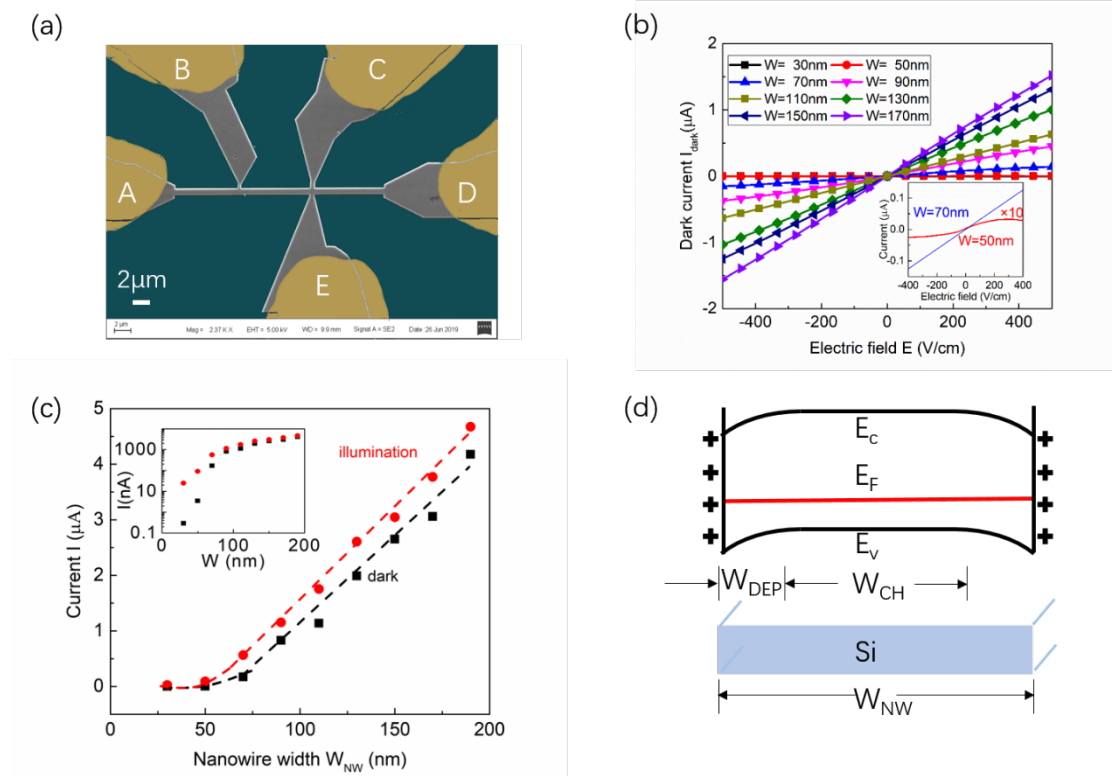 (a)
B
C
A
D
E
2μm
2 μm
Mag = 2.37 K X EHT = 5.00 kV WD = 9.9 mm Signal A = SE2 Date :26 Jun 2019
(b)
Dark current I_dark(μA)
2
1
0
-1
-2
W= 30nm W= 50nm
W= 70nm W= 90nm
W=110nm W=130nm
W=150nm W=170nm
Current (μA)
0.1
0.0
-0.1
W=70nm ×10
W=50nm
-400 -200 0 200 400
Electric field (V/cm)
-400 -200 0 200 400
Electric field E (V/cm)
(c)
Current I (μA)
5
4
3
2
1
0
I(nA)
1000
10
0.1
0 100 200
W (nm)
illumination
dark
0 50 100 150 200
Nanowire width W_NW (nm)
(d)
E_c
E_F
E_v
W_DEP W_CH
Si
W_NW